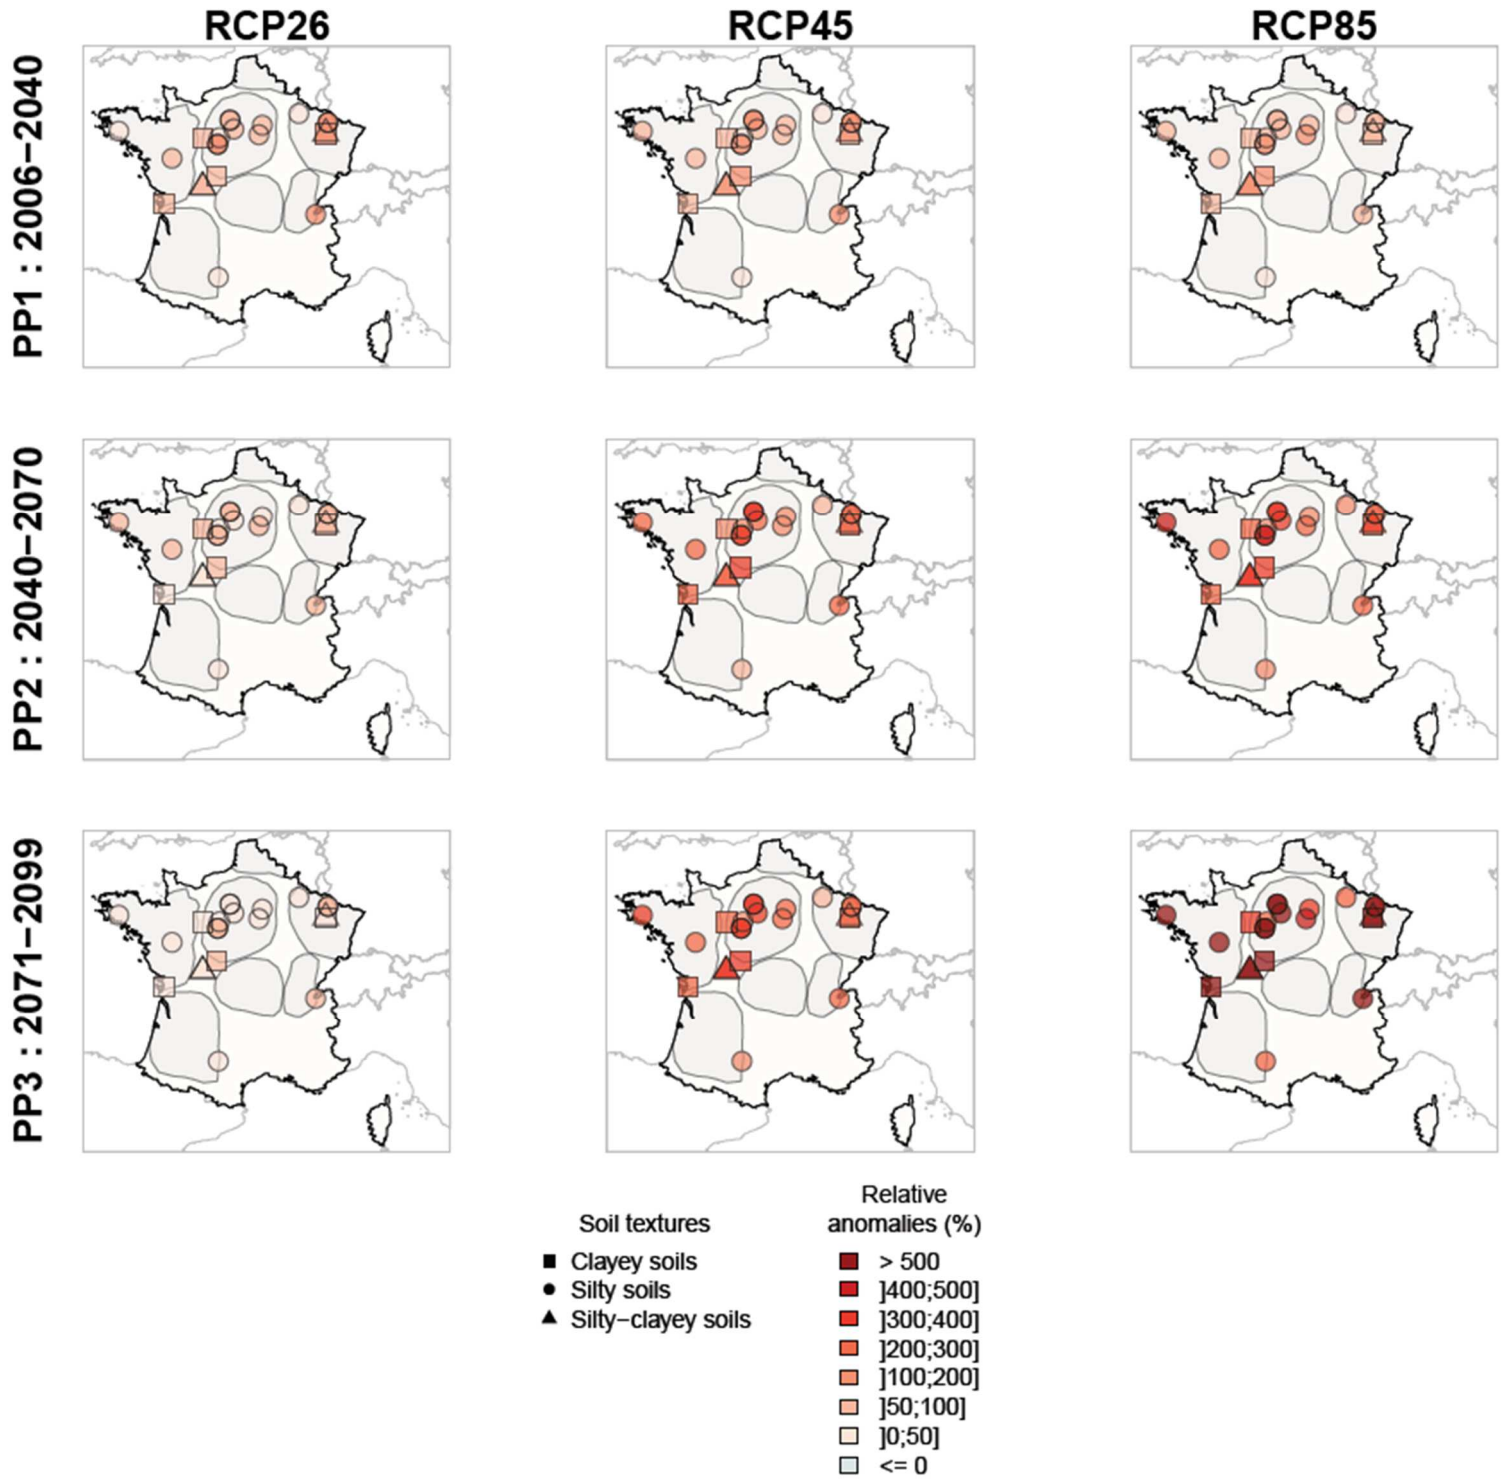 RCP26
RCP45
RCP85
PP1 : 2006−2040
PP2 : 2040−2070
PP3 : 2071−2099
Soil textures
Clayey soils
Silty soils
Silty−clayey soils
Relative
anomalies (%)
> 500
]400;500]
]300;400]
]200;300]
]100;200]
]50;100]
]0;50]
<= 0